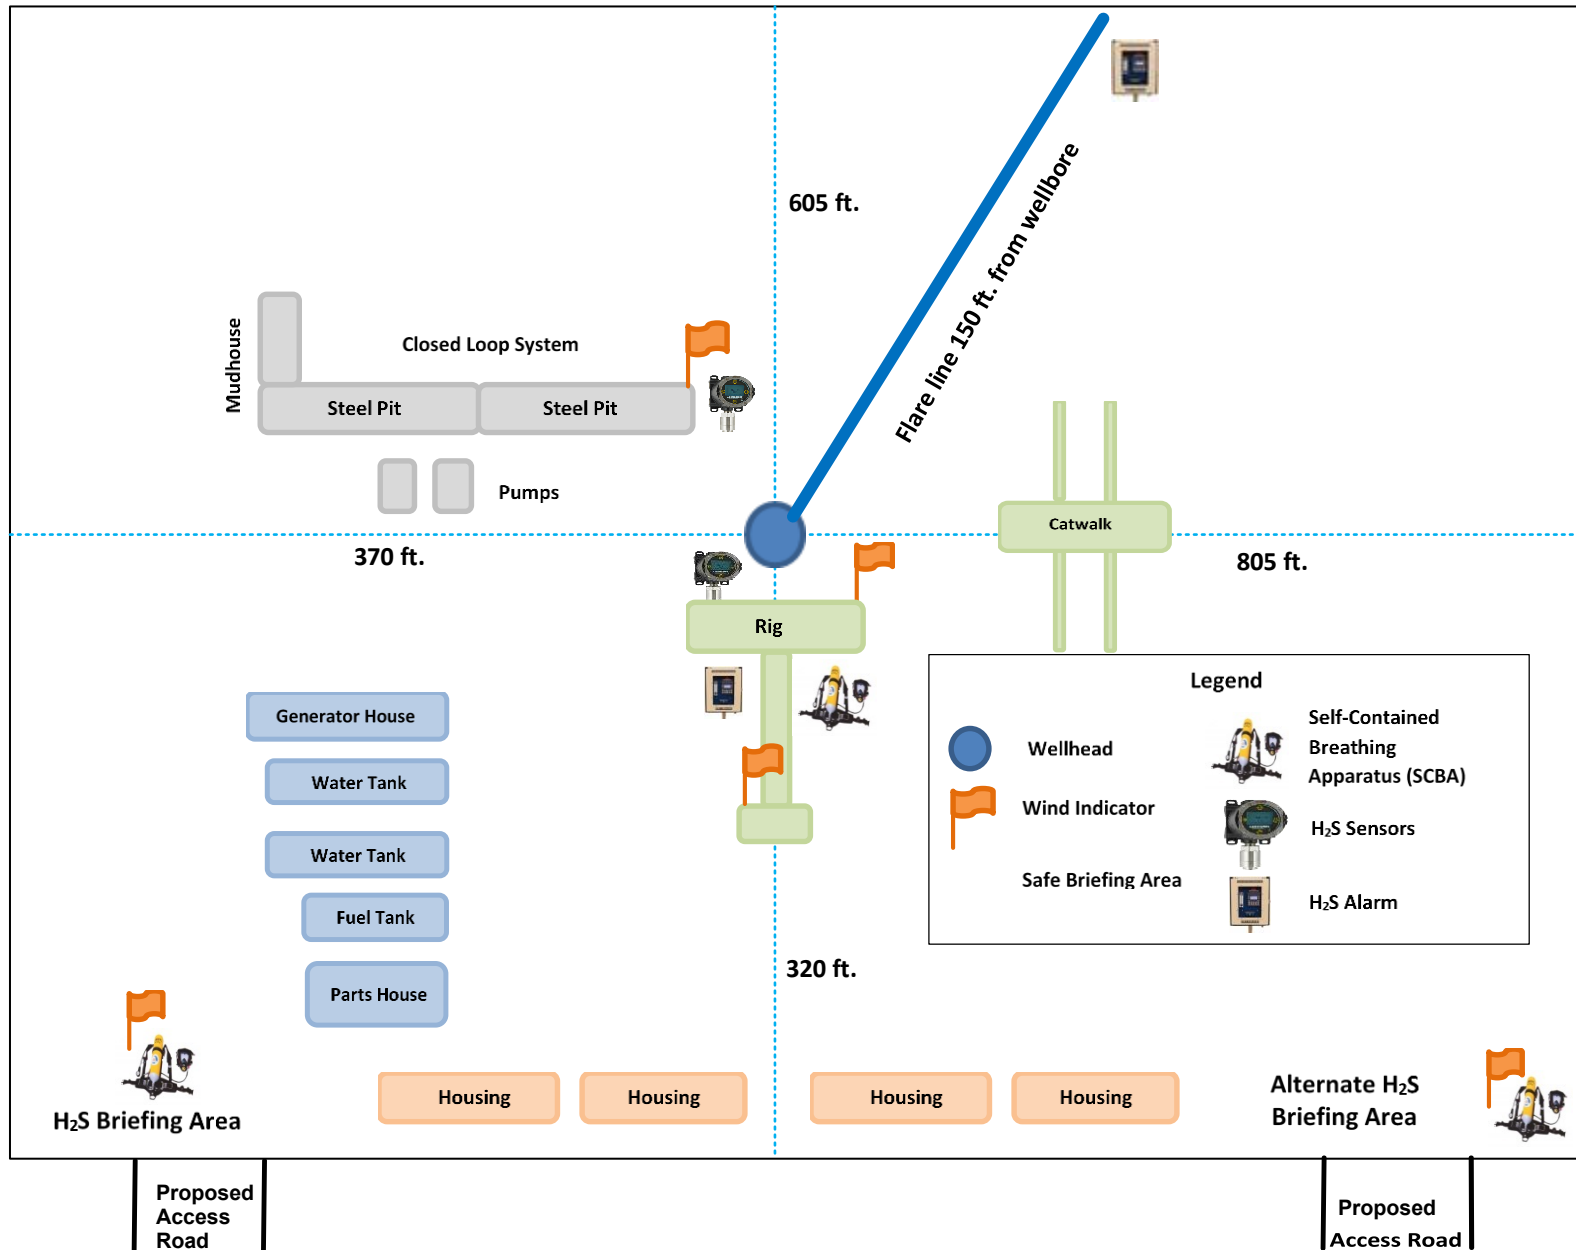 605 ft.
Flare line 150 ft. from wellbore
Mudhouse
Closed Loop System
Steel Pit
Steel Pit
Pumps
Catwalk
370 ft.
805 ft.
Rig
Generator House
Water Tank
Water Tank
Fuel Tank
Parts House
Legend
Wellhead
Wind Indicator
Safe Briefing Area
Self-Contained
Breathing
Apparatus (SCBA)
H₂S Sensors
H₂S Alarm
320 ft.
H₂S Briefing Area
Housing
Housing
Housing
Housing
Alternate H₂S
Briefing Area
Proposed
Access
Road
Proposed
Access Road